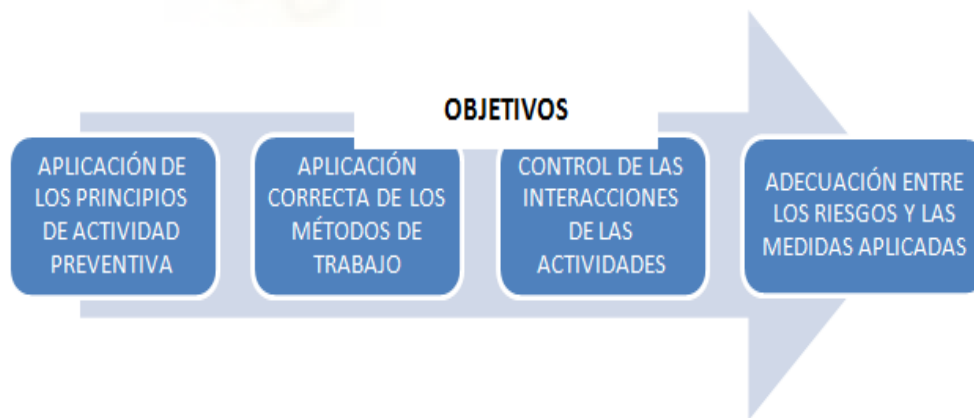 OBJETIVOS
APLICACIÓN DE
LOS PRINCIPIOS
DE ACTIVIDAD
PREVENTIVA
APLICACIÓN
CORRECTA DE LOS
MÉTODOS DE
TRABAJO
CONTROL DE LAS
INTERACCIONES
DE LAS
ACTIVIDADES
ADECUACIÓN ENTRE
LOS RIESGOS Y LAS
MEDIDAS APLICADAS